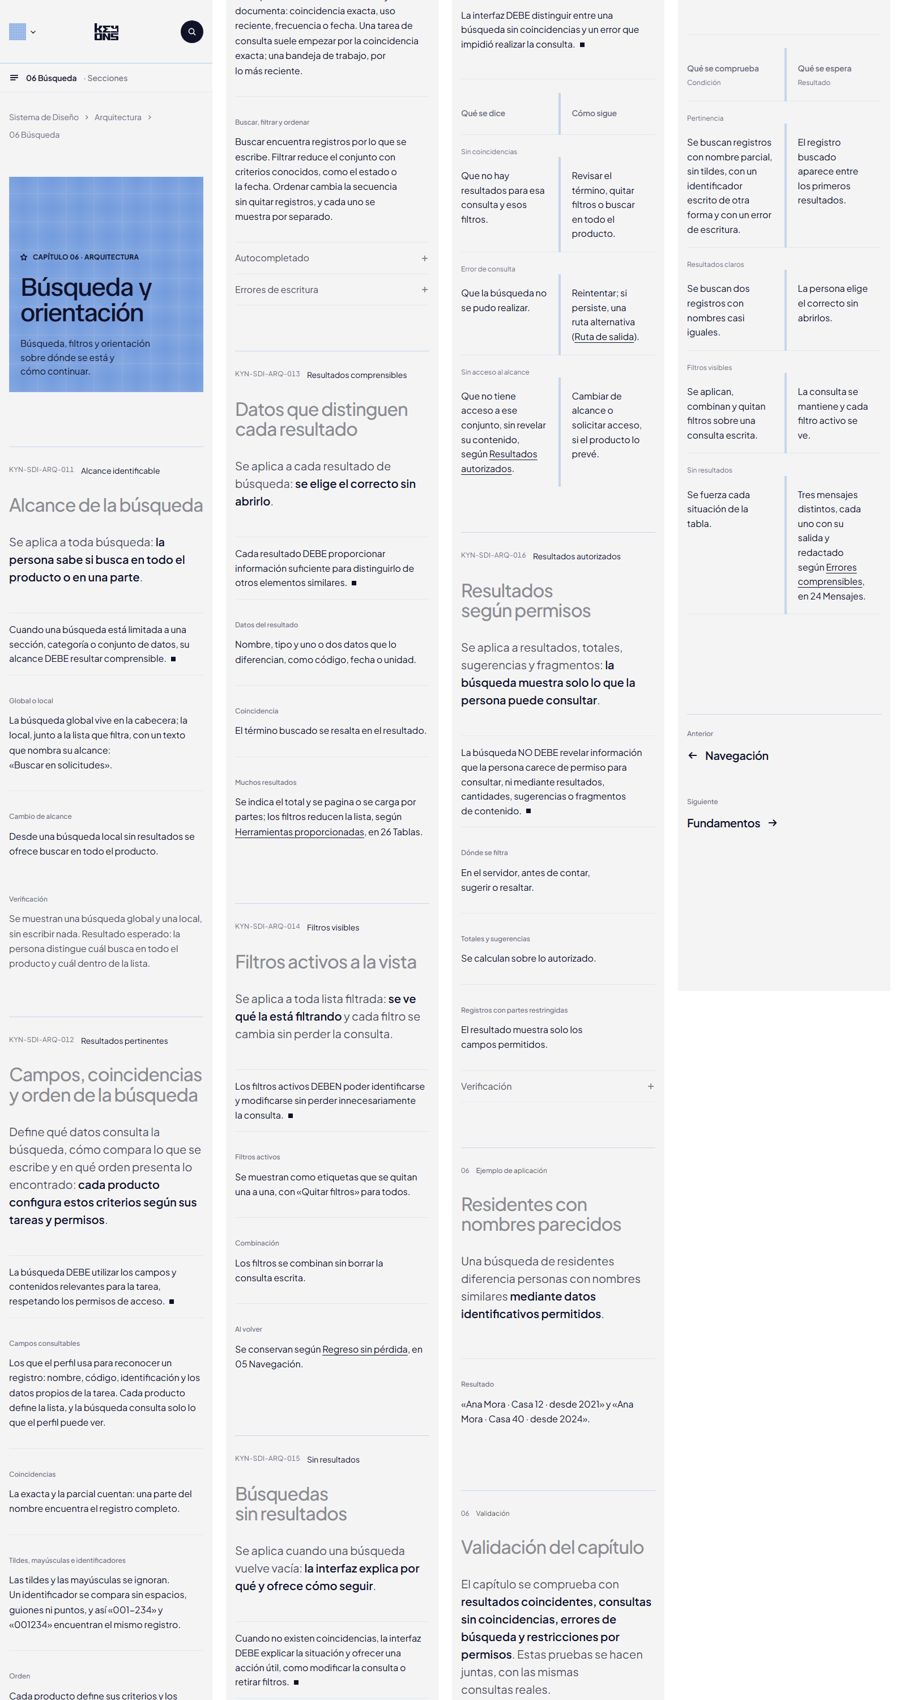 KEY
ONS
06 Búsqueda · Secciones
Sistema de Diseño > Arquitectura >
06 Búsqueda
CAPÍTULO 06 · ARQUITECTURA
Búsqueda y
orientación
Búsqueda, filtros y orientación
sobre dónde se está y
cómo continuar.
KYN-SDI-ARQ-011 Alcance identificable
Alcance de la búsqueda
Se aplica a toda búsqueda: la
persona sabe si busca en todo el
producto o en una parte.
Cuando una búsqueda está limitada a una
sección, categoría o conjunto de datos, su
alcance DEBE resultar comprensible. ■
Global o local
La búsqueda global vive en la cabecera; la
local, junto a la lista que filtra, con un texto
que nombra su alcance:
«Buscar en solicitudes».
Cambio de alcance
Desde una búsqueda local sin resultados se
ofrece buscar en todo el producto.
Verificación
Se muestran una búsqueda global y una local,
sin escribir nada. Resultado esperado: la
persona distingue cuál busca en todo el
producto y cuál dentro de la lista.
KYN-SDI-ARQ-012 Resultados pertinentes
Campos, coincidencias
y orden de la búsqueda
Define qué datos consulta la
búsqueda, cómo compara lo que se
escribe y en qué orden presenta lo
encontrado: cada producto
configura estos criterios según sus
tareas y permisos.
La búsqueda DEBE utilizar los campos y
contenidos relevantes para la tarea,
respetando los permisos de acceso. ■
Campos consultables
Los que el perfil usa para reconocer un
registro: nombre, código, identificación y los
datos propios de la tarea. Cada producto
define la lista, y la búsqueda consulta solo lo
que el perfil puede ver.
Coincidencias
La exacta y la parcial cuentan: una parte del
nombre encuentra el registro completo.
Tildes, mayúsculas e identificadores
Las tildes y las mayúsculas se ignoran.
Un identificador se compara sin espacios,
guiones ni puntos, y así «001-234» y
«001234» encuentran el mismo registro.
Orden
Cada producto define sus criterios y los
documenta: coincidencia exacta, uso
reciente, frecuencia o fecha. Una tarea de
consulta suele empezar por la coincidencia
exacta; una bandeja de trabajo, por
lo más reciente.
Buscar, filtrar y ordenar
Buscar encuentra registros por lo que se
escribe. Filtrar reduce el conjunto con
criterios conocidos, como el estado o
la fecha. Ordenar cambia la secuencia
sin quitar registros, y cada uno se
muestra por separado.
Autocompletado +
Errores de escritura +
KYN-SDI-ARQ-013 Resultados comprensibles
Datos que distinguen
cada resultado
Se aplica a cada resultado de
búsqueda: se elige el correcto sin
abrirlo.
Cada resultado DEBE proporcionar
información suficiente para distinguirlo de
otros elementos similares. ■
Datos del resultado
Nombre, tipo y uno o dos datos que lo
diferencian, como código, fecha o unidad.
Coincidencia
El término buscado se resalta en el resultado.
Muchos resultados
Se indica el total y se pagina o se carga por
partes; los filtros reducen la lista, según
Herramientas proporcionadas, en 26 Tablas.
KYN-SDI-ARQ-014 Filtros visibles
Filtros activos a la vista
Se aplica a toda lista filtrada: se ve
qué la está filtrando y cada filtro se
cambia sin perder la consulta.
Los filtros activos DEBEN poder identificarse
y modificarse sin perder innecesariamente
la consulta. ■
Filtros activos
Se muestran como etiquetas que se quitan
una a una, con «Quitar filtros» para todos.
Combinación
Los filtros se combinan sin borrar la
consulta escrita.
Al volver
Se conservan según Regreso sin pérdida, en
05 Navegación.
KYN-SDI-ARQ-015 Sin resultados
Búsquedas
sin resultados
Se aplica cuando una búsqueda
vuelve vacía: la interfaz explica por
qué y ofrece cómo seguir.
Cuando no existen coincidencias, la interfaz
DEBE explicar la situación y ofrecer una
acción útil, como modificar la consulta o
retirar filtros. ■
La interfaz DEBE distinguir entre una
búsqueda sin coincidencias y un error que
impidió realizar la consulta. ■
Qué se dice Cómo sigue
Sin coincidencias
Que no hay
resultados para esa
consulta y esos
filtros.
Revisar el
término, quitar
filtros o buscar
en todo el
producto.
Error de consulta
Que la búsqueda no
se pudo realizar.
Reintentar; si
persiste, una
ruta alternativa
(Ruta de salida).
Sin acceso al alcance
Que no tiene
acceso a ese
conjunto, sin revelar
su contenido,
según Resultados
autorizados.
Cambiar de
alcance o
solicitar acceso,
si el producto lo
prevé.
KYN-SDI-ARQ-016 Resultados autorizados
Resultados
según permisos
Se aplica a resultados, totales,
sugerencias y fragmentos: la
búsqueda muestra solo lo que la
persona puede consultar.
La búsqueda NO DEBE revelar información
que la persona carece de permiso para
consultar, ni mediante resultados,
cantidades, sugerencias o fragmentos
de contenido. ■
Dónde se filtra
En el servidor, antes de contar,
sugerir o resaltar.
Totales y sugerencias
Se calculan sobre lo autorizado.
Registros con partes restringidas
El resultado muestra solo los
campos permitidos.
Verificación +
06 Ejemplo de aplicación
Residentes con
nombres parecidos
Una búsqueda de residentes
diferencia personas con nombres
similares mediante datos
identificativos permitidos.
Resultado
«Ana Mora · Casa 12 · desde 2021» y «Ana
Mora · Casa 40 · desde 2024».
06 Validación
Validación del capítulo
El capítulo se comprueba con
resultados coincidentes, consultas
sin coincidencias, errores de
búsqueda y restricciones por
permisos. Estas pruebas se hacen
juntas, con las mismas
consultas reales.
Qué se comprueba Qué se espera
Condición Resultado
Pertinencia
Se buscan registros
con nombre parcial,
sin tildes, con un
identificador
escrito de otra
forma y con un error
de escritura.
El registro
buscado
aparece entre
los primeros
resultados.
Resultados claros
Se buscan dos
registros con
nombres casi
iguales.
La persona elige
el correcto sin
abrirlos.
Filtros visibles
Se aplican,
combinan y quitan
filtros sobre una
consulta escrita.
La consulta se
mantiene y cada
filtro activo se
ve.
Sin resultados
Se fuerza cada
situación de la
tabla.
Tres mensajes
distintos, cada
uno con su
salida y
redactado
según Errores
comprensibles,
en 24 Mensajes.
Anterior
← Navegación
Siguiente
Fundamentos →